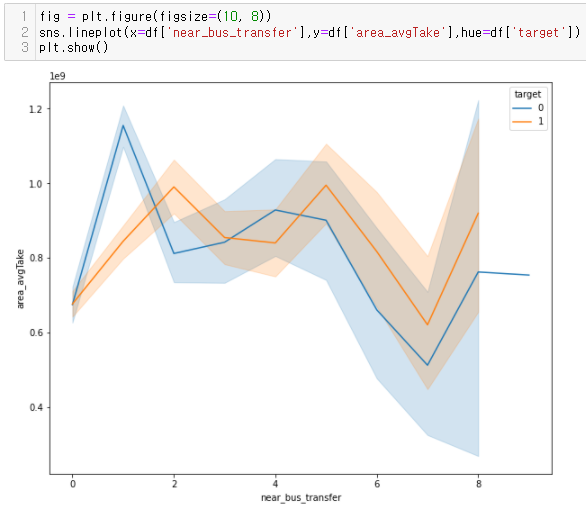 1 fig = plt.figure(figsize=(10, 8))
2 sns.lineplot(x=df['near_bus_transfer'],y=df['area_avgTake'],hue=df['target'])
3 plt.show()
1e9
target
0
1
1.2
1.0
0.8
0.6
0.4
area_avgTake
0 2 4 6 8
near_bus_transfer